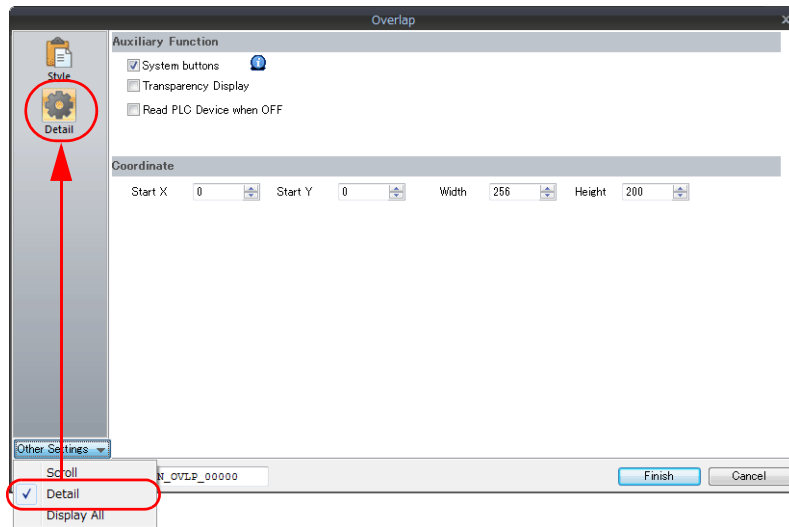 Overlap
Style
Detail
Auxiliary Function
System buttons
Transparency Display
Read PLC Device when OFF
Coordinate
Start X 0 Start Y 0 Width 256 Height 200
Other Settings
Scroll
Detail
Display All
N_OVLP_00000
Finish Cancel